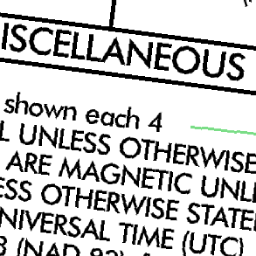 ISCELLANEOUS
shown each 4
L UNLESS OTHERWISE
ARE MAGNETIC UNL
ESS OTHERWISE STATE
NIVERSAL TIME (UTC)
3 (NAD 83)